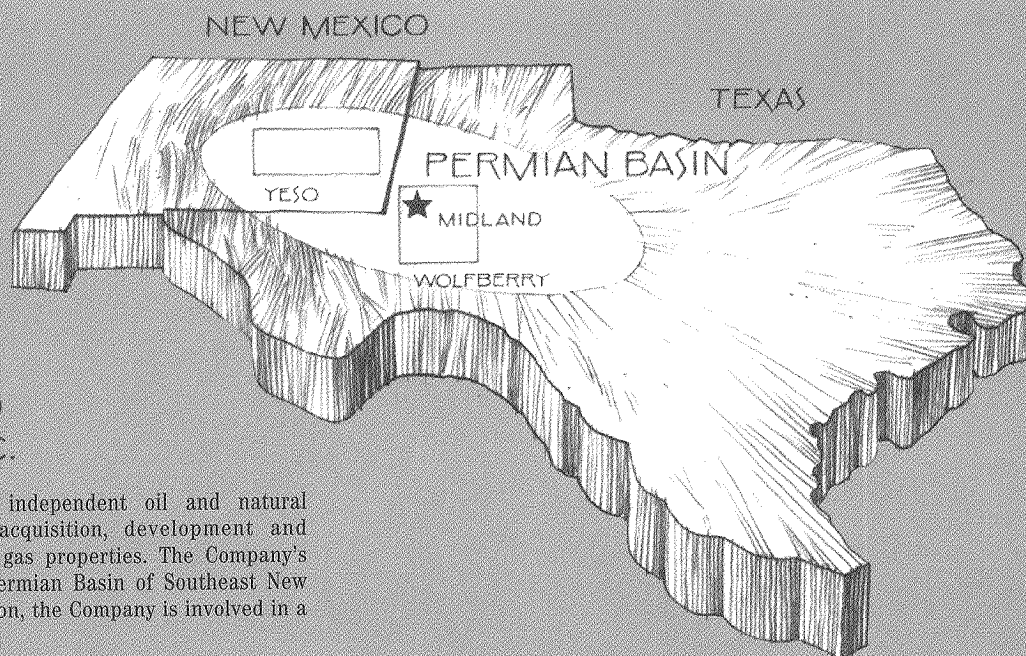 NEW MEXICO
TEXAS
PERMIAN BASIN
YESO
MIDLAND
WOLFBERRY
independent oil and natural
acquisition, development and
gas properties. The Company's
ermian Basin of Southeast New
on, the Company is involved in a